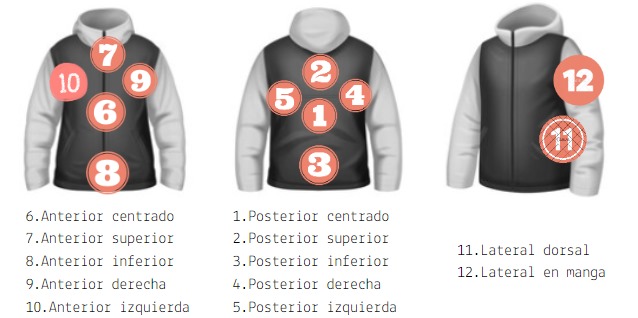 7
10
9
6
8
2
5
4
1
3
12
11
6.Anterior centrado
7.Anterior superior
8.Anterior inferior
9.Anterior derecha
10.Anterior izquierda
1.Posterior centrado
2.Posterior superior
3.Posterior inferior
4.Posterior derecha
5.Posterior izquierda
11.Lateral dorsal
12.Lateral en manga